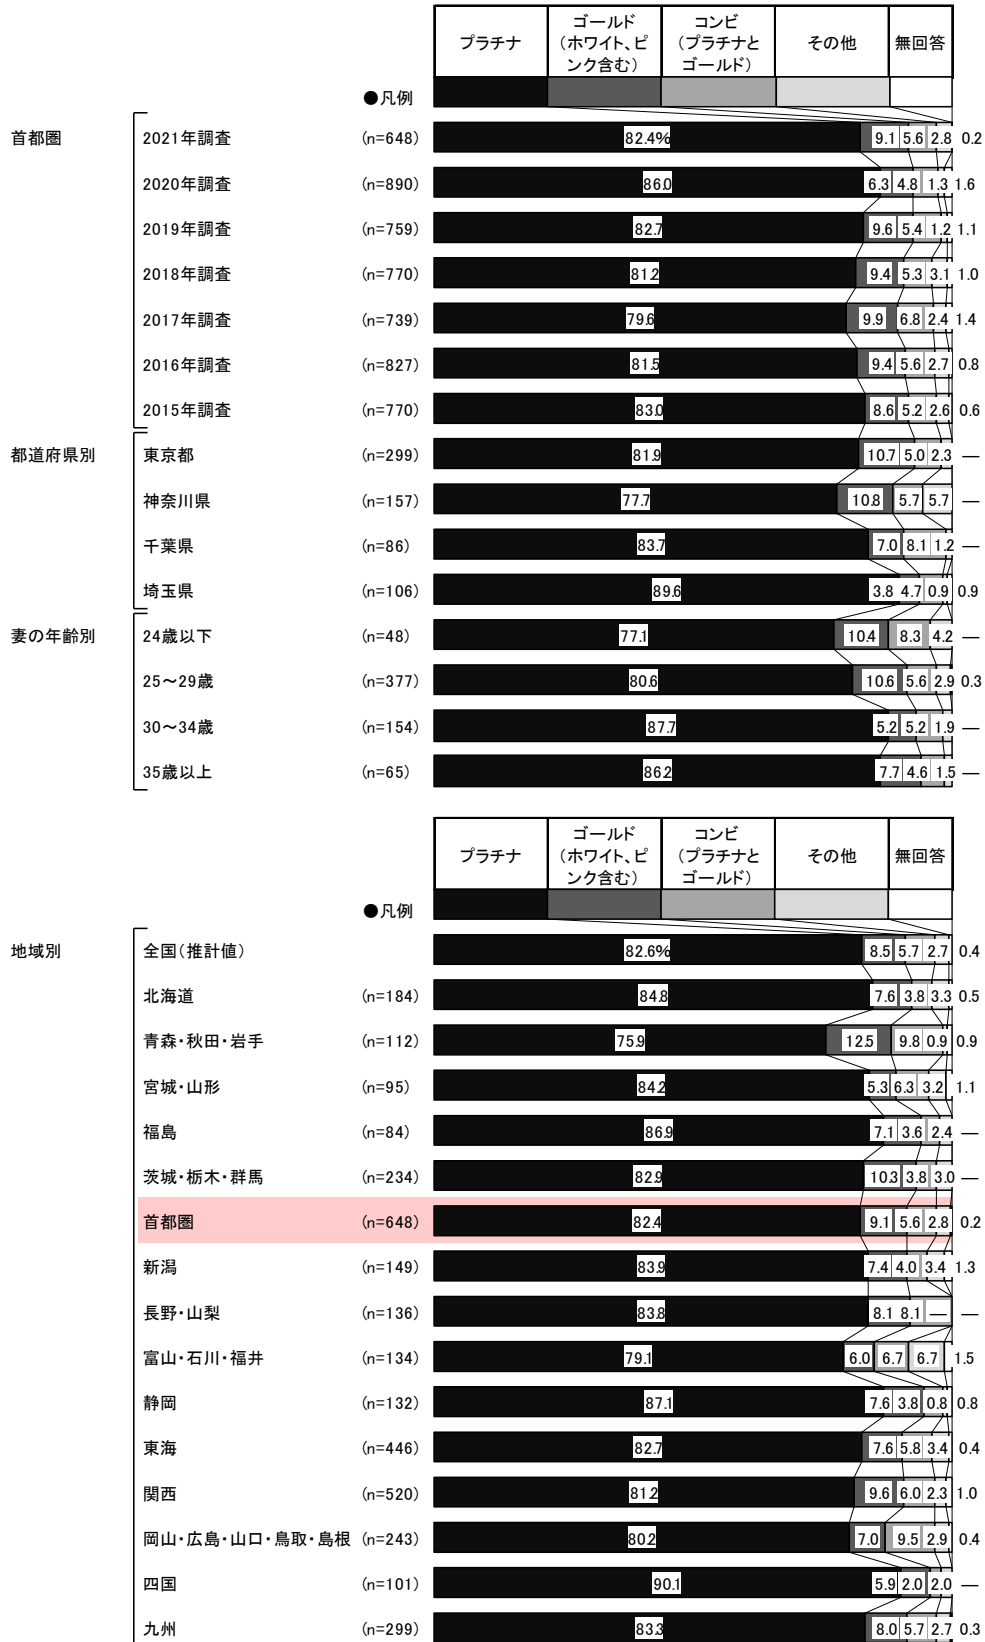 プラチナ ゴールド（ホワイト、ピンク含む） コンビ（プラチナとゴールド） その他 無回答
●凡例
首都圏 2021年調査 (n=648) 82.4% 9.1 5.6 2.8 0.2
2020年調査 (n=890) 86.0 6.3 4.8 1.3 1.6
2019年調査 (n=759) 82.7 9.6 5.4 1.2 1.1
2018年調査 (n=770) 81.2 9.4 5.3 3.1 1.0
2017年調査 (n=739) 79.6 9.9 6.8 2.4 1.4
2016年調査 (n=827) 81.5 9.4 5.6 2.7 0.8
2015年調査 (n=770) 83.0 8.6 5.2 2.6 0.6
都道府県別 東京都 (n=299) 81.9 10.7 5.0 2.3 ―
神奈川県 (n=157) 77.7 10.8 5.7 5.7 ―
千葉県 (n=86) 83.7 7.0 8.1 1.2 ―
埼玉県 (n=106) 89.6 3.8 4.7 0.9 0.9
妻の年齢別 24歳以下 (n=48) 77.1 10.4 8.3 4.2 ―
25～29歳 (n=377) 80.6 10.6 5.6 2.9 0.3
30～34歳 (n=154) 87.7 5.2 5.2 1.9 ―
35歳以上 (n=65) 86.2 7.7 4.6 1.5 ―
プラチナ ゴールド（ホワイト、ピンク含む） コンビ（プラチナとゴールド） その他 無回答
●凡例
地域別 全国（推計値） 82.6% 8.5 5.7 2.7 0.4
北海道 (n=184) 84.8 7.6 3.8 3.3 0.5
青森・秋田・岩手 (n=112) 75.9 12.5 9.8 0.9 0.9
宮城・山形 (n=95) 84.2 5.3 6.3 3.2 1.1
福島 (n=84) 86.9 7.1 3.6 2.4 ―
茨城・栃木・群馬 (n=234) 82.9 10.3 3.8 3.0 ―
首都圏 (n=648) 82.4 9.1 5.6 2.8 0.2
新潟 (n=149) 83.9 7.4 4.0 3.4 1.3
長野・山梨 (n=136) 83.8 8.1 8.1 ― ―
富山・石川・福井 (n=134) 79.1 6.0 6.7 6.7 1.5
静岡 (n=132) 87.1 7.6 3.8 0.8 0.8
東海 (n=446) 82.7 7.6 5.8 3.4 0.4
関西 (n=520) 81.2 9.6 6.0 2.3 1.0
岡山・広島・山口・鳥取・島根 (n=243) 80.2 7.0 9.5 2.9 0.4
四国 (n=101) 90.1 5.9 2.0 2.0 ―
九州 (n=299) 83.3 8.0 5.7 2.7 0.3